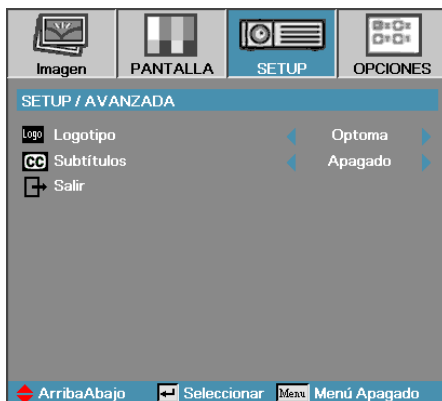 Imagen PANTALLA SETUP OPCIONES
SETUP / AVANZADA
Logo Logotipo Optoma
CC Subtítulos Apagado
Salir
ArribaAbajo Seleccionar Menu Menú Apagado